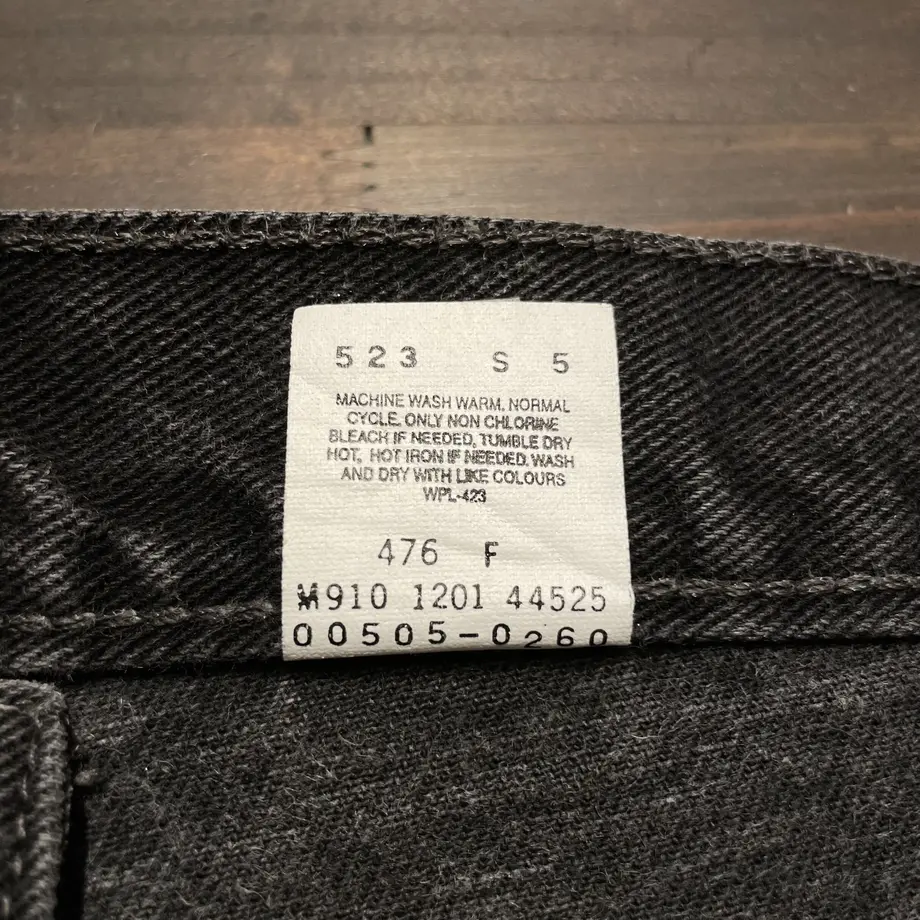 523 S 5
MACHINE WASH WARM, NORMAL
CYCLE. ONLY NON CHLORINE
BLEACH IF NEEDED, TUMBLE DRY
HOT, HOT IRON IF NEEDED. WASH
AND DRY WITH LIKE COLOURS
WPL-423
476 F
M910 1201 44525
00505-0260